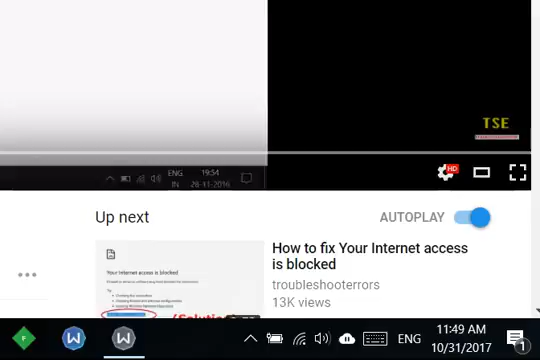 TSE
ENG
IN
19:54
28-11-2016
HD
Up next
AUTOPLAY
Your Internet access is blocked
Try:
How to fix Your Internet access
is blocked
troubleshooterrors
13K views
F
W
W
ENG
11:49 AM
10/31/2017
1